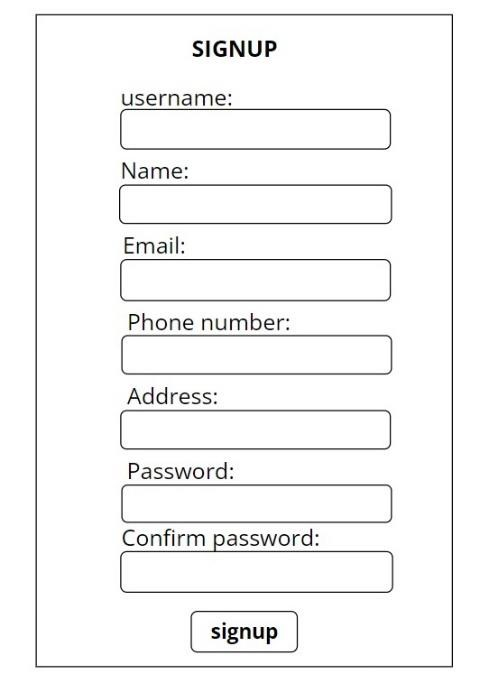 SIGNUP
username:
Name:
Email:
Phone number:
Address:
Password:
Confirm password:
signup